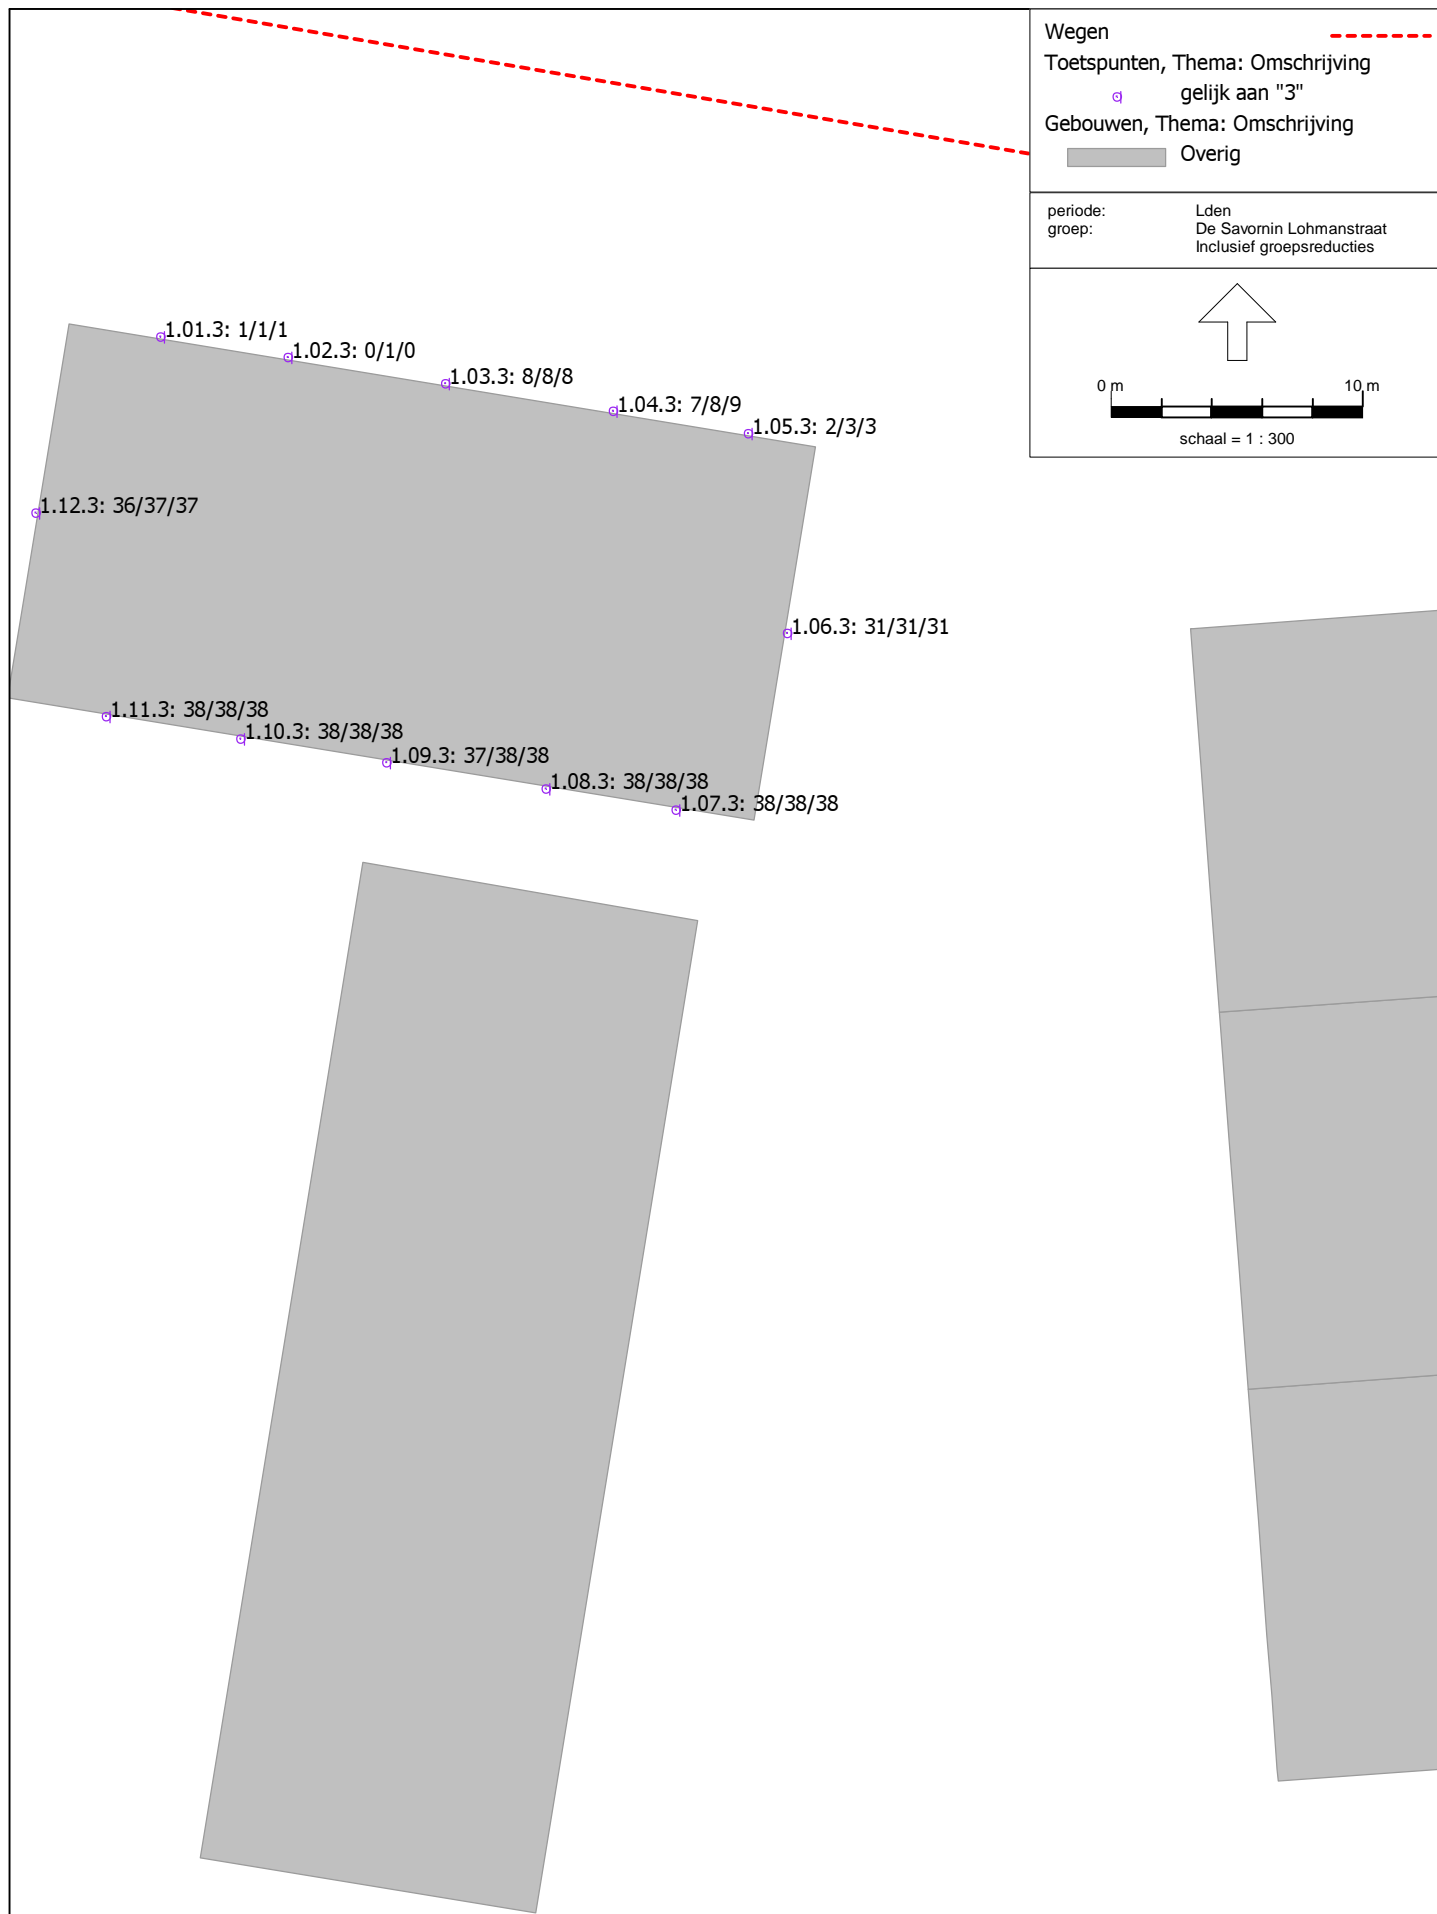 Wegen
Toetspunten, Thema: Omschrijving
gelijk aan "3"
Gebouwen, Thema: Omschrijving
Overig
periode: Lden
groep: De Savornin Lohmanstraat
Inclusief groepsreducties
0 m 10 m
schaal = 1 : 300
1.01.3: 1/1/1
1.02.3: 0/1/0
1.03.3: 8/8/8
1.04.3: 7/8/9
1.05.3: 2/3/3
1.12.3: 36/37/37
1.06.3: 31/31/31
1.11.3: 38/38/38
1.10.3: 38/38/38
1.09.3: 37/38/38
1.08.3: 38/38/38
1.07.3: 38/38/38